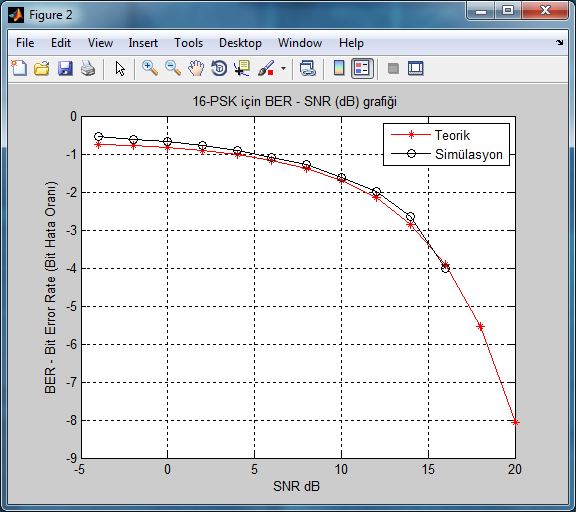 Figure 2
File Edit View Insert Tools Desktop Window Help
16-PSK için BER - SNR (dB) grafiği
Teorik
Simülasyon
BER - Bit Error Rate (Bit Hata Oranı)
0
-1
-2
-3
-4
-5
-6
-7
-8
-9
-5 0 5 10 15 20
SNR dB